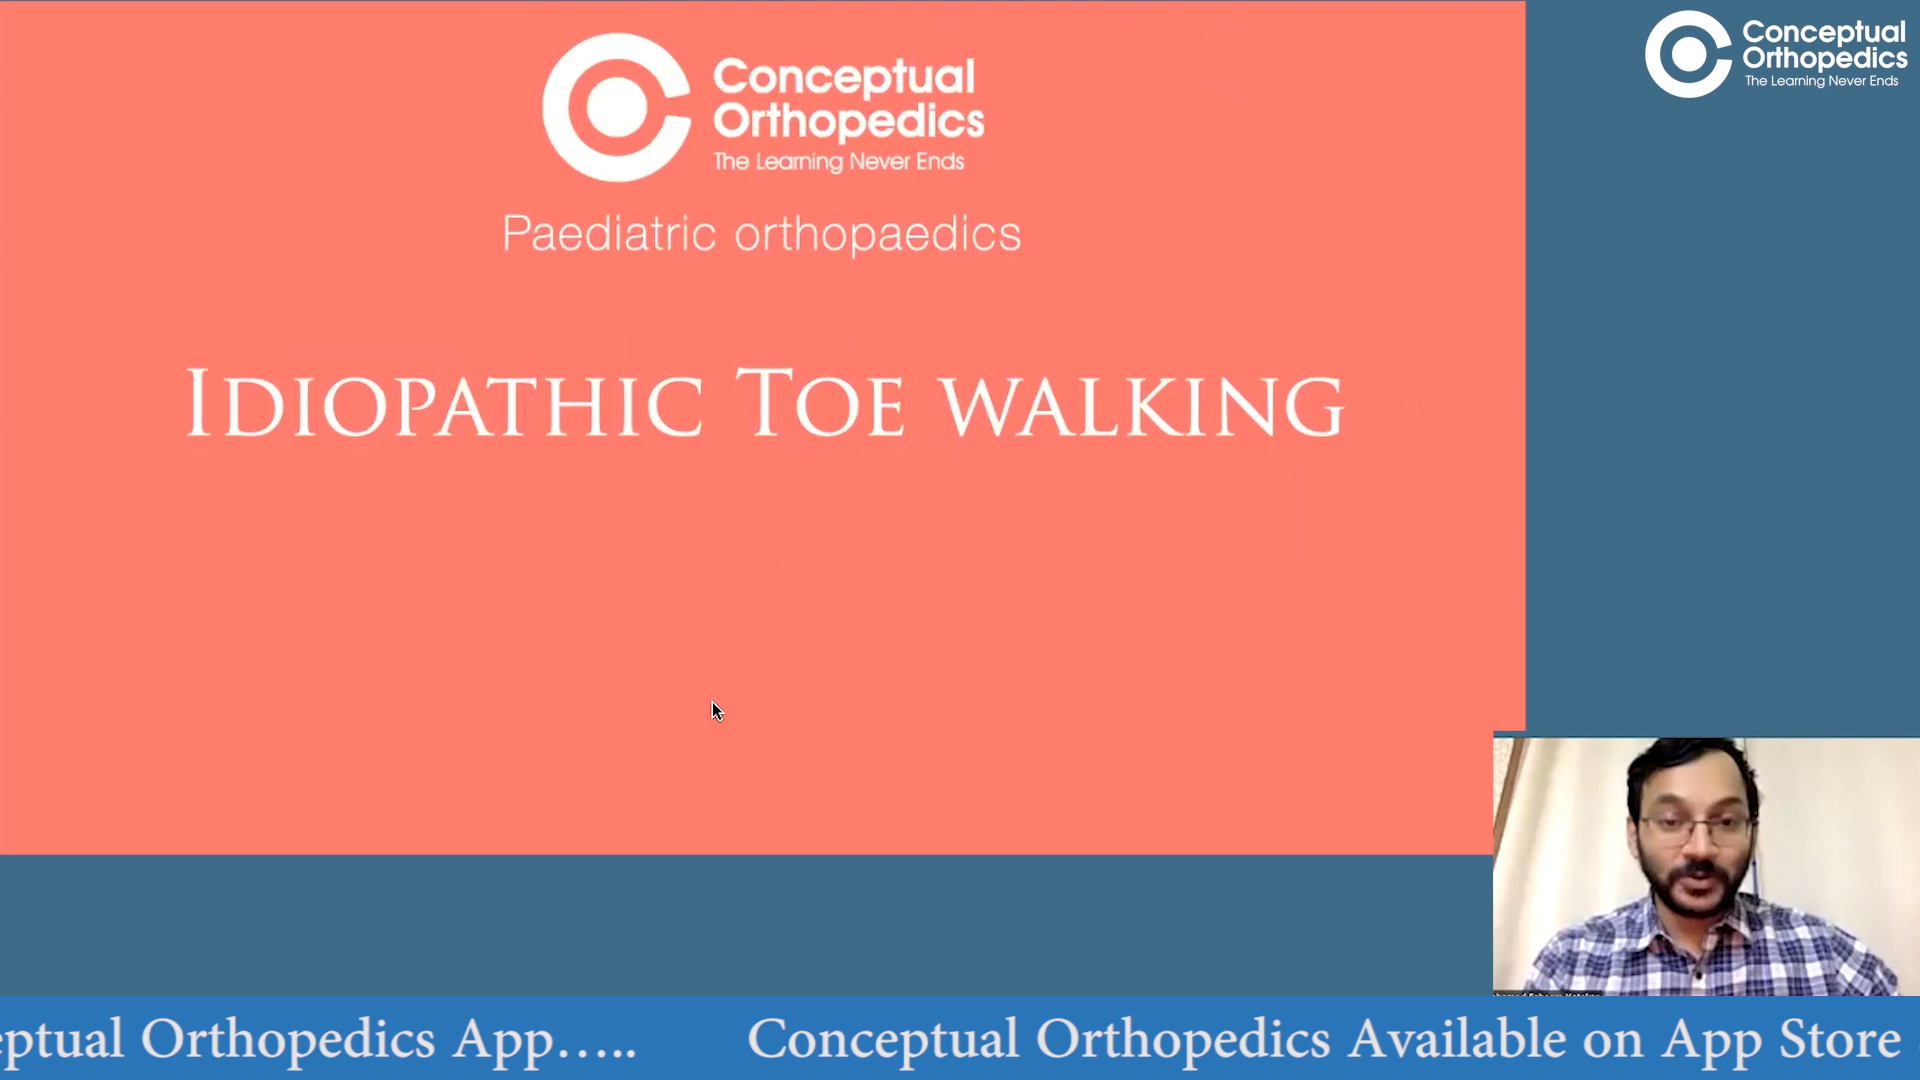 Conceptual
Orthopedics
The Learning Never Ends
Paediatric orthopaedics
Idiopathic Toe walking
Conceptual
Orthopedics
The Learning Never Ends
eptual Orthopedics App..... Conceptual Orthopedics Available on App Store